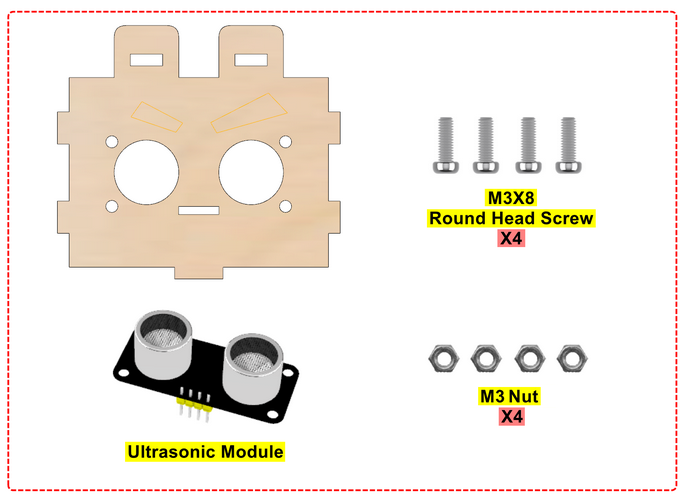 M3X8
Round Head Screw
X4
M3 Nut
X4
Ultrasonic Module